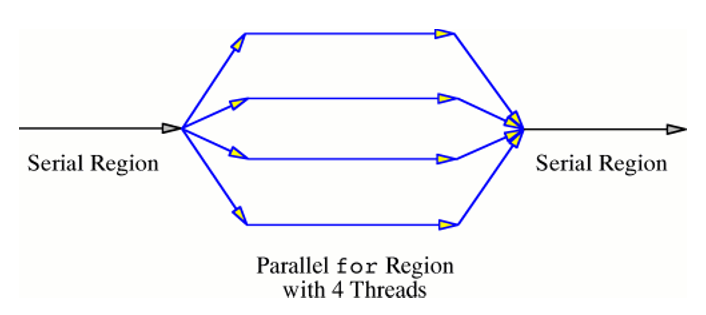 Serial Region
Serial Region
Parallel for Region
with 4 Threads